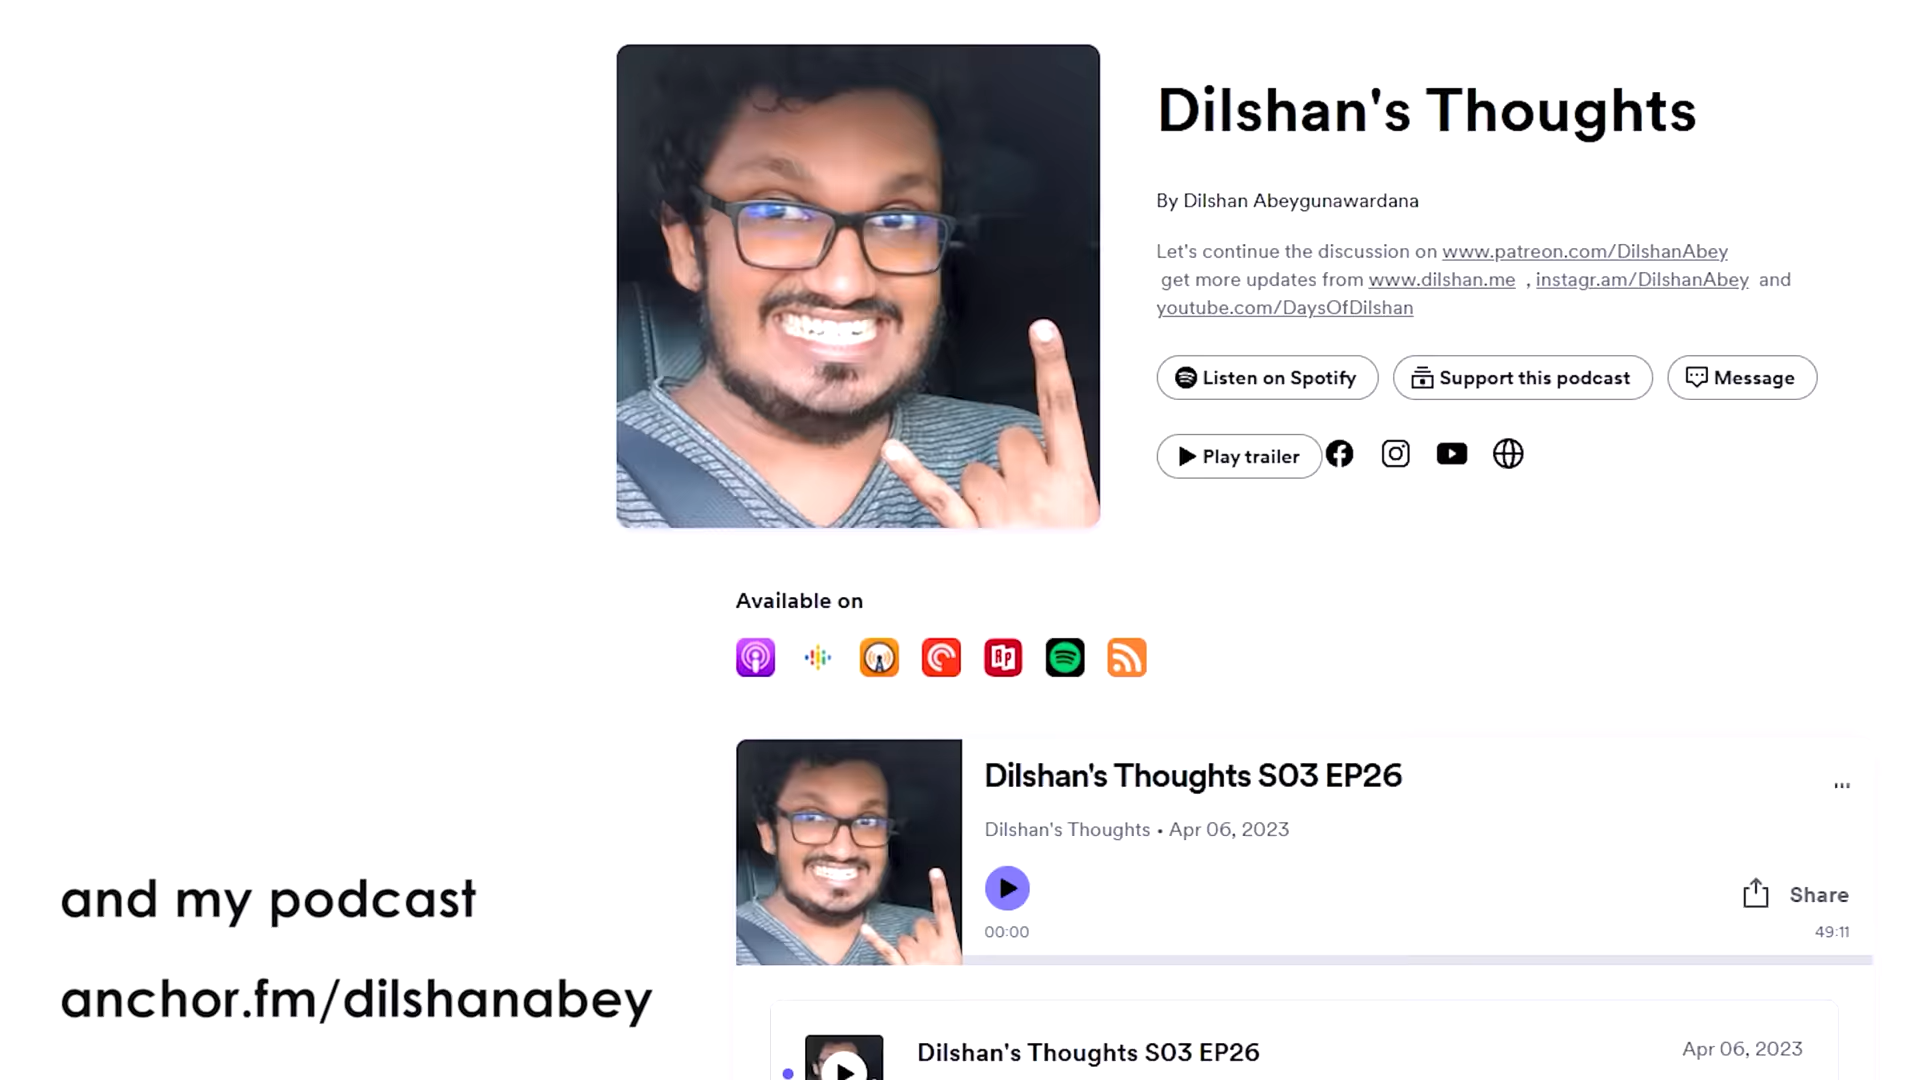 Dilshan's Thoughts
By Dilshan Abeygunawardana
Let's continue the discussion on www.patreon.com/DilshanAbey
get more updates from www.dilshan.me , instagr.am/DilshanAbey and
youtube.com/DaysOfDilshan
Listen on Spotify
Support this podcast
Message
Play trailer
Available on
Rp
Dilshan's Thoughts S03 EP26
...
Dilshan's Thoughts • Apr 06, 2023
Share
00:00
49:11
and my podcast
anchor.fm/dilshanabey
Dilshan's Thoughts S03 EP26
Apr 06, 2023